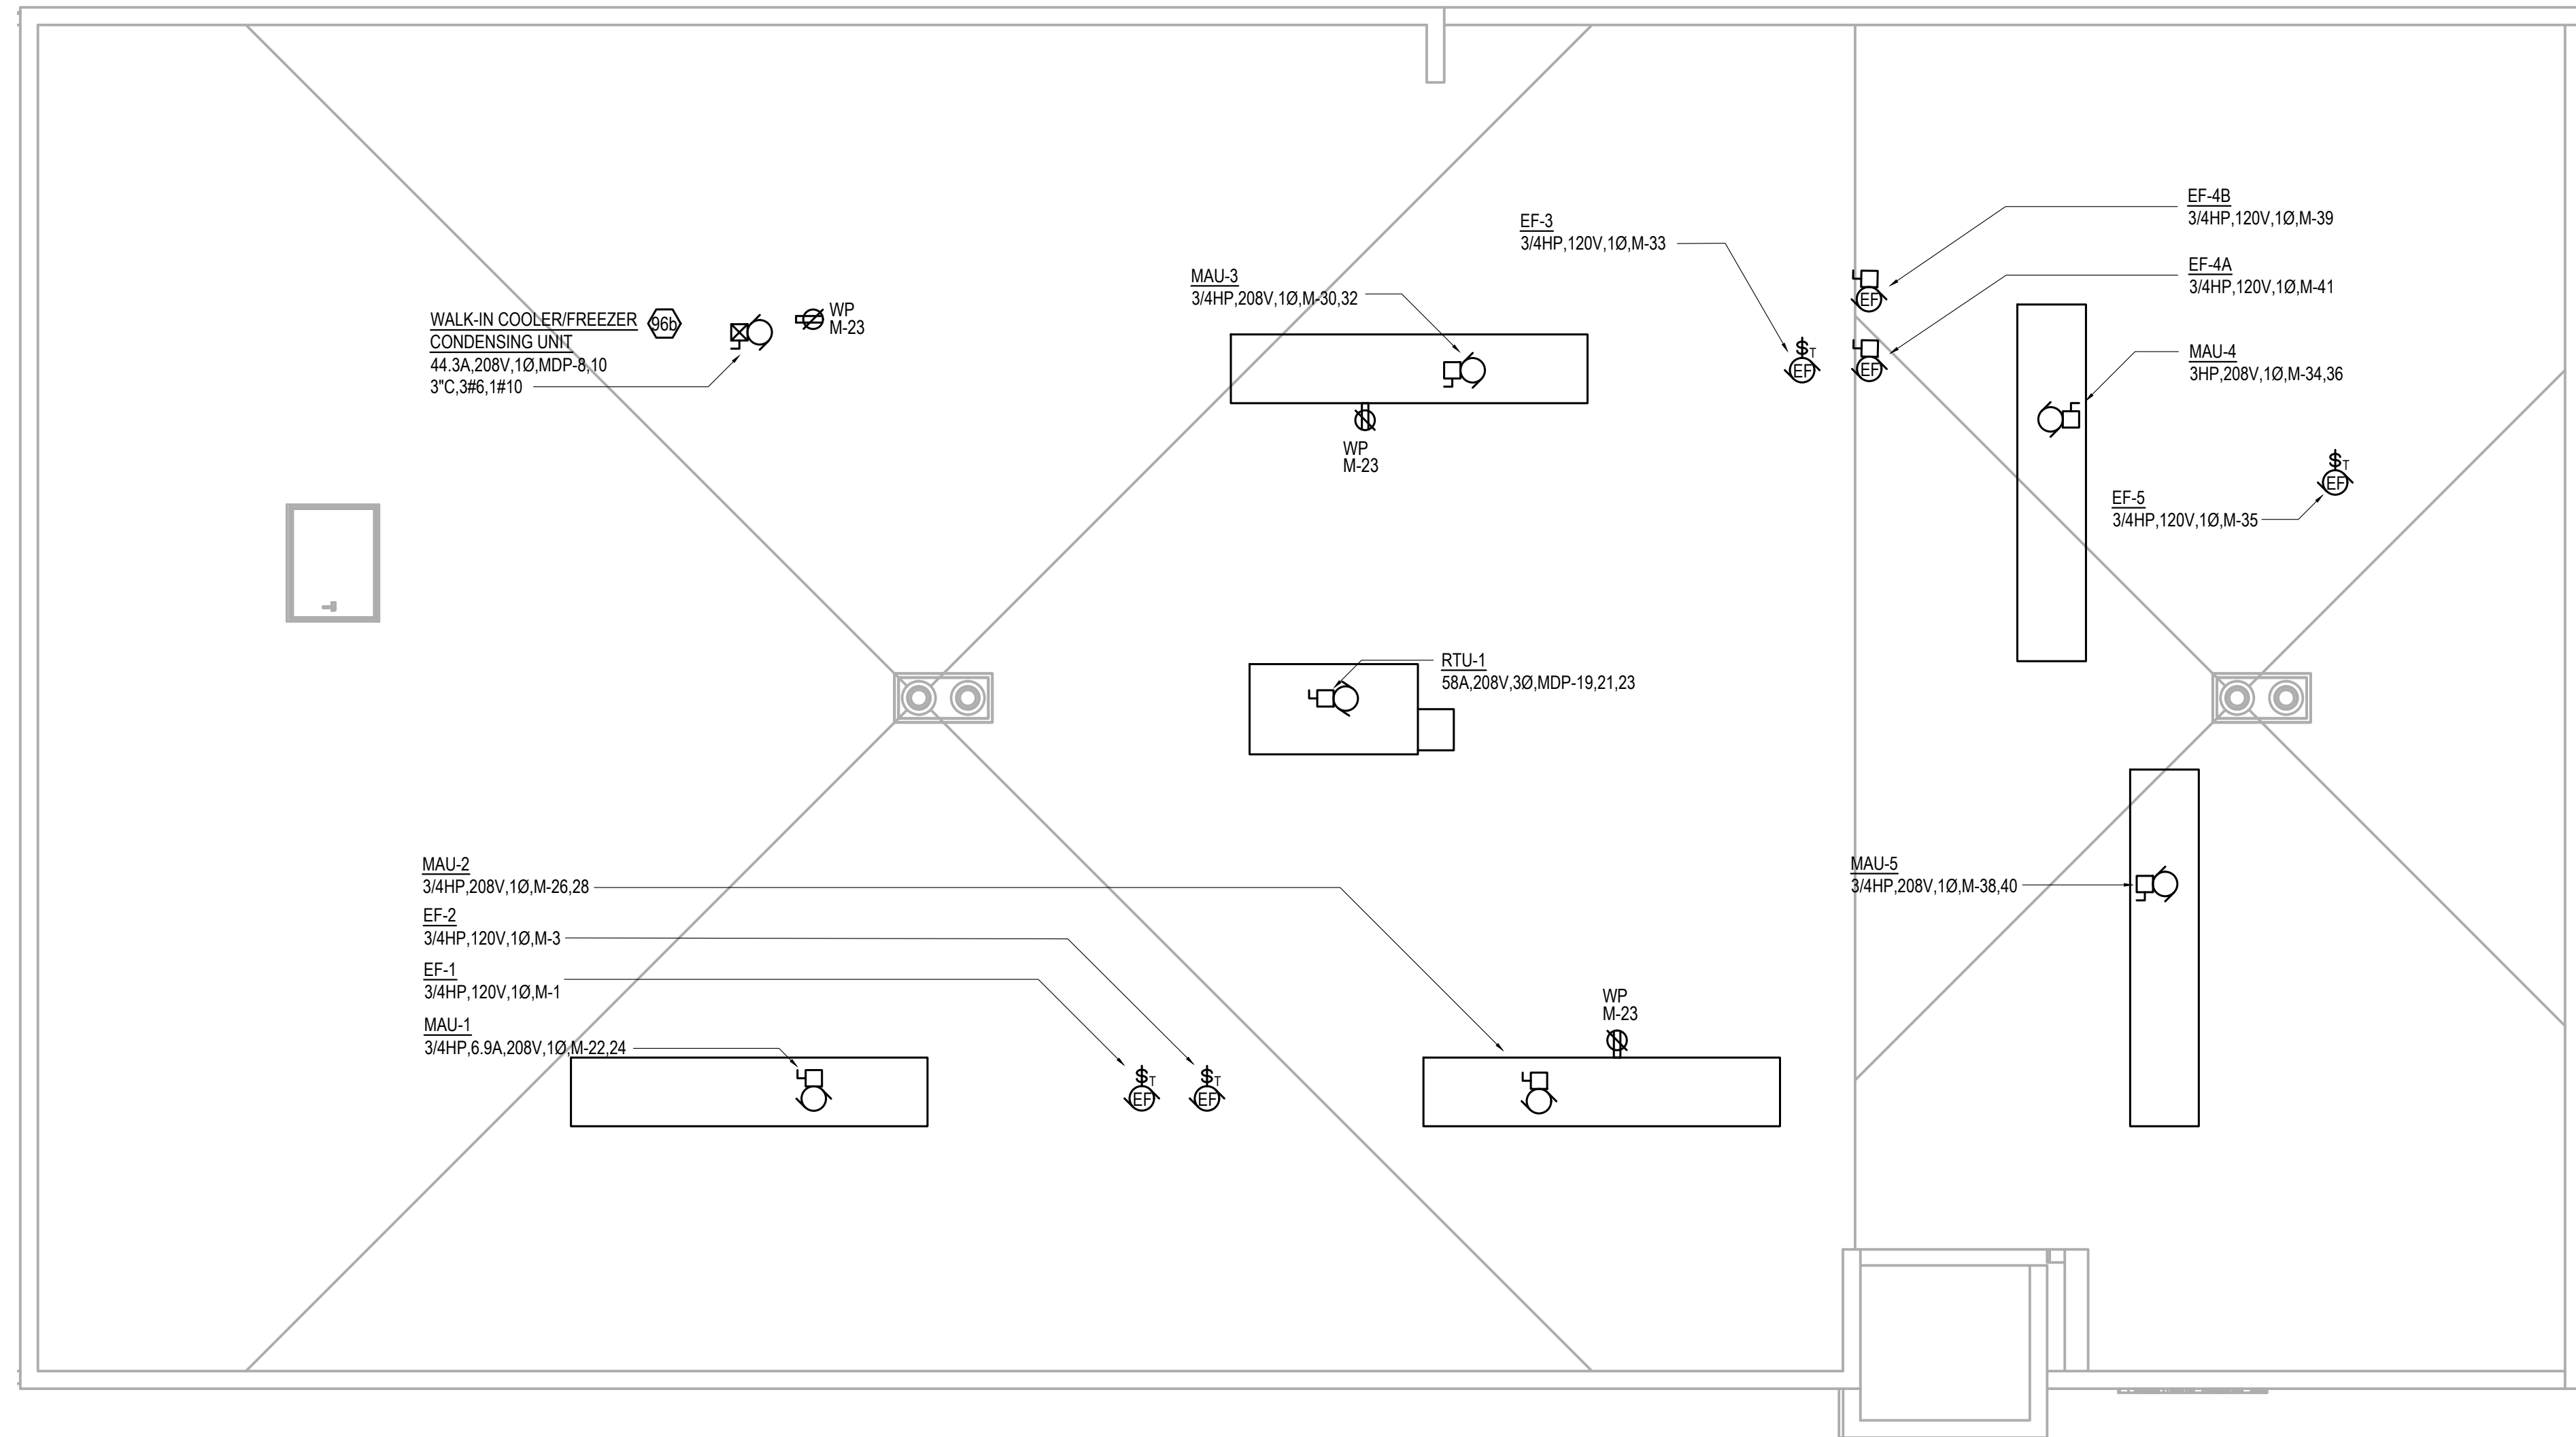 EF-4B
3/4HP,120V,1Ø,M-39
EF-3
3/4HP,120V,1Ø,M-33
EF-4A
3/4HP,120V,1Ø,M-41
MAU-3
3/4HP,208V,1Ø,M-30,32
WALK-IN COOLER/FREEZER
CONDENSING UNIT
44.3A,208V,1Ø,MDP-8,10
3"C,3#6,1#10
96b
WP
M-23
EF
EF
$T
EF
MAU-4
3HP,208V,1Ø,M-34,36
WP
M-23
$T
EF
EF-5
3/4HP,120V,1Ø,M-35
RTU-1
58A,208V,3Ø,MDP-19,21,23
MAU-2
3/4HP,208V,1Ø,M-26,28
MAU-5
3/4HP,208V,1Ø,M-38,40
EF-2
3/4HP,120V,1Ø,M-3
EF-1
3/4HP,120V,1Ø,M-1
WP
M-23
MAU-1
3/4HP,6.9A,208V,1Ø,M-22,24
$T
EF
$T
EF